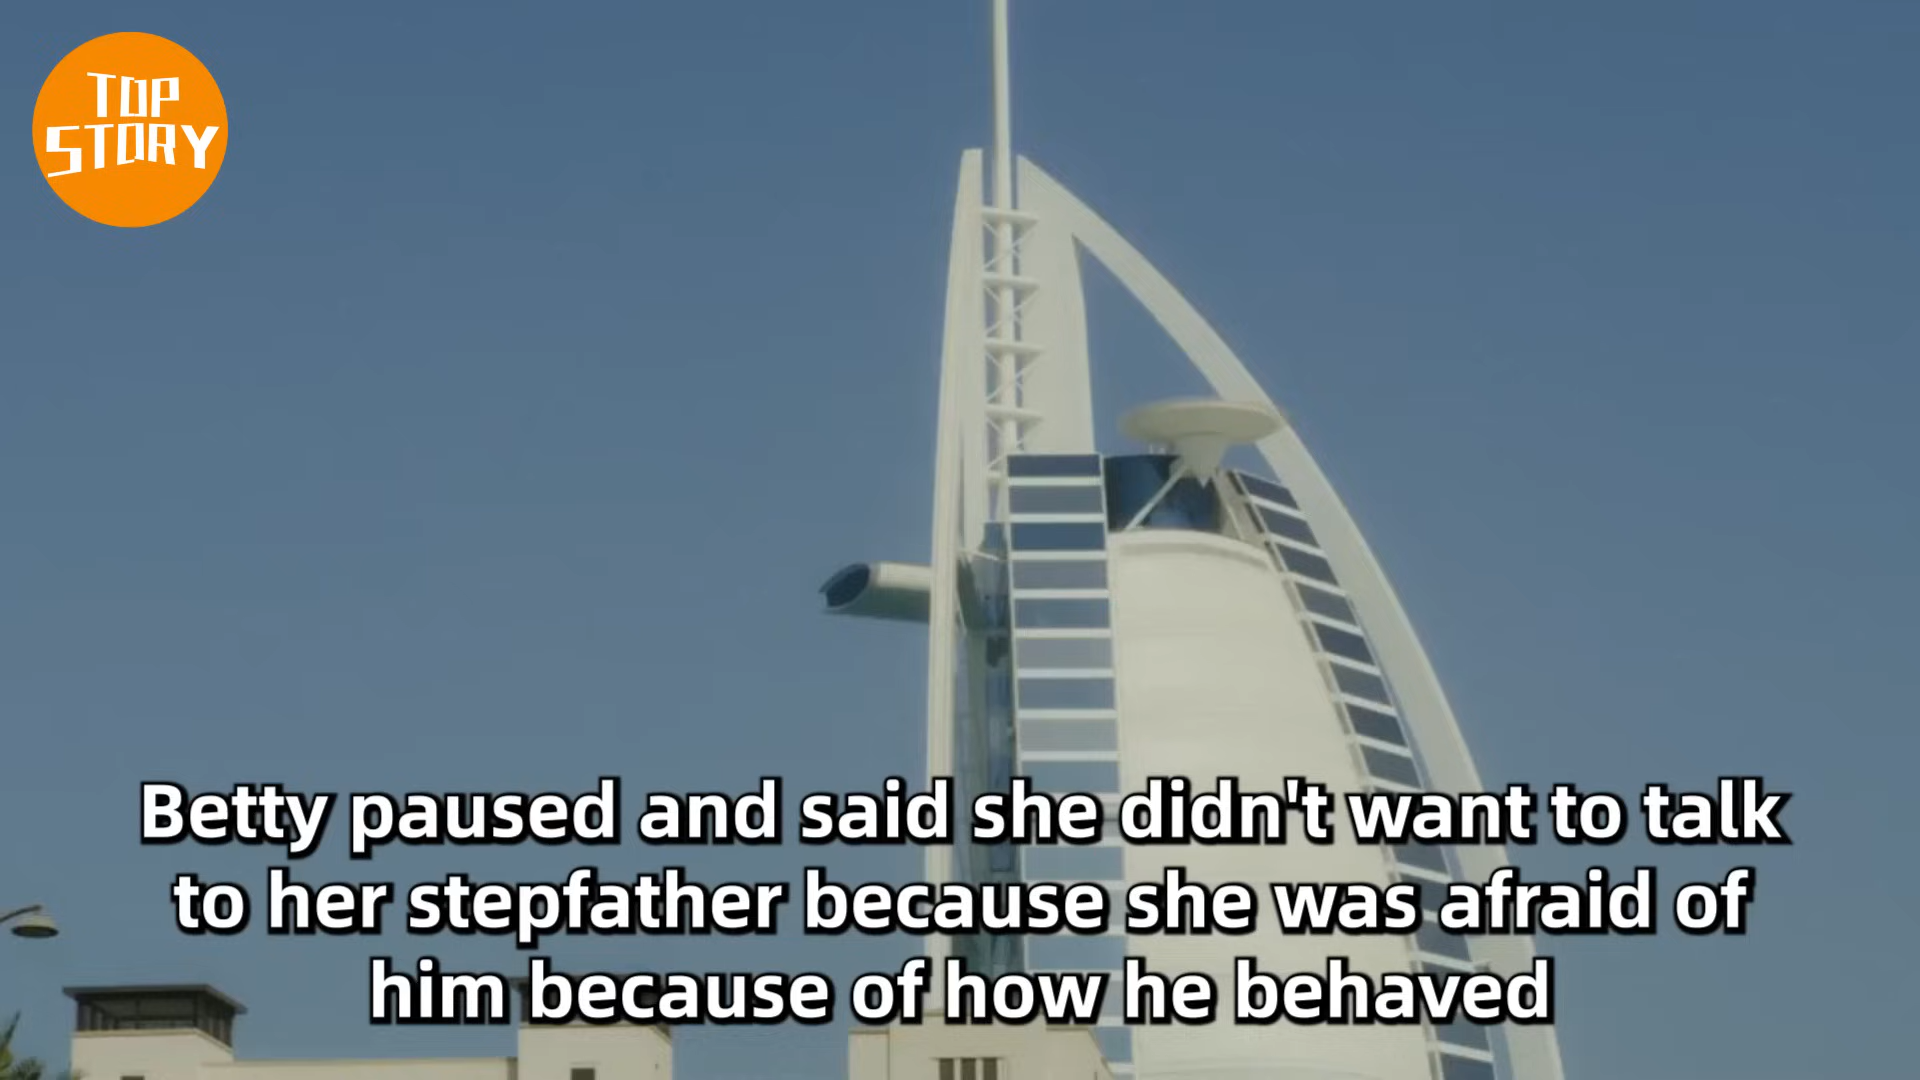 TOP
STORY
Betty paused and said she didn't want to talk
to her stepfather because she was afraid of
him because of how he behaved